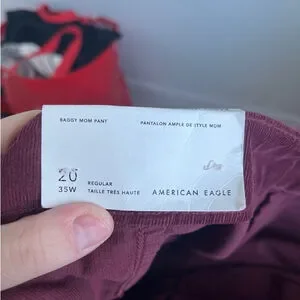 BAGGY MOM PANT
PANTALON AMPLE DE STYLE MOM
20
35W
REGULAR
TAILLE TRÈS HAUTE
AMERICAN EAGLE